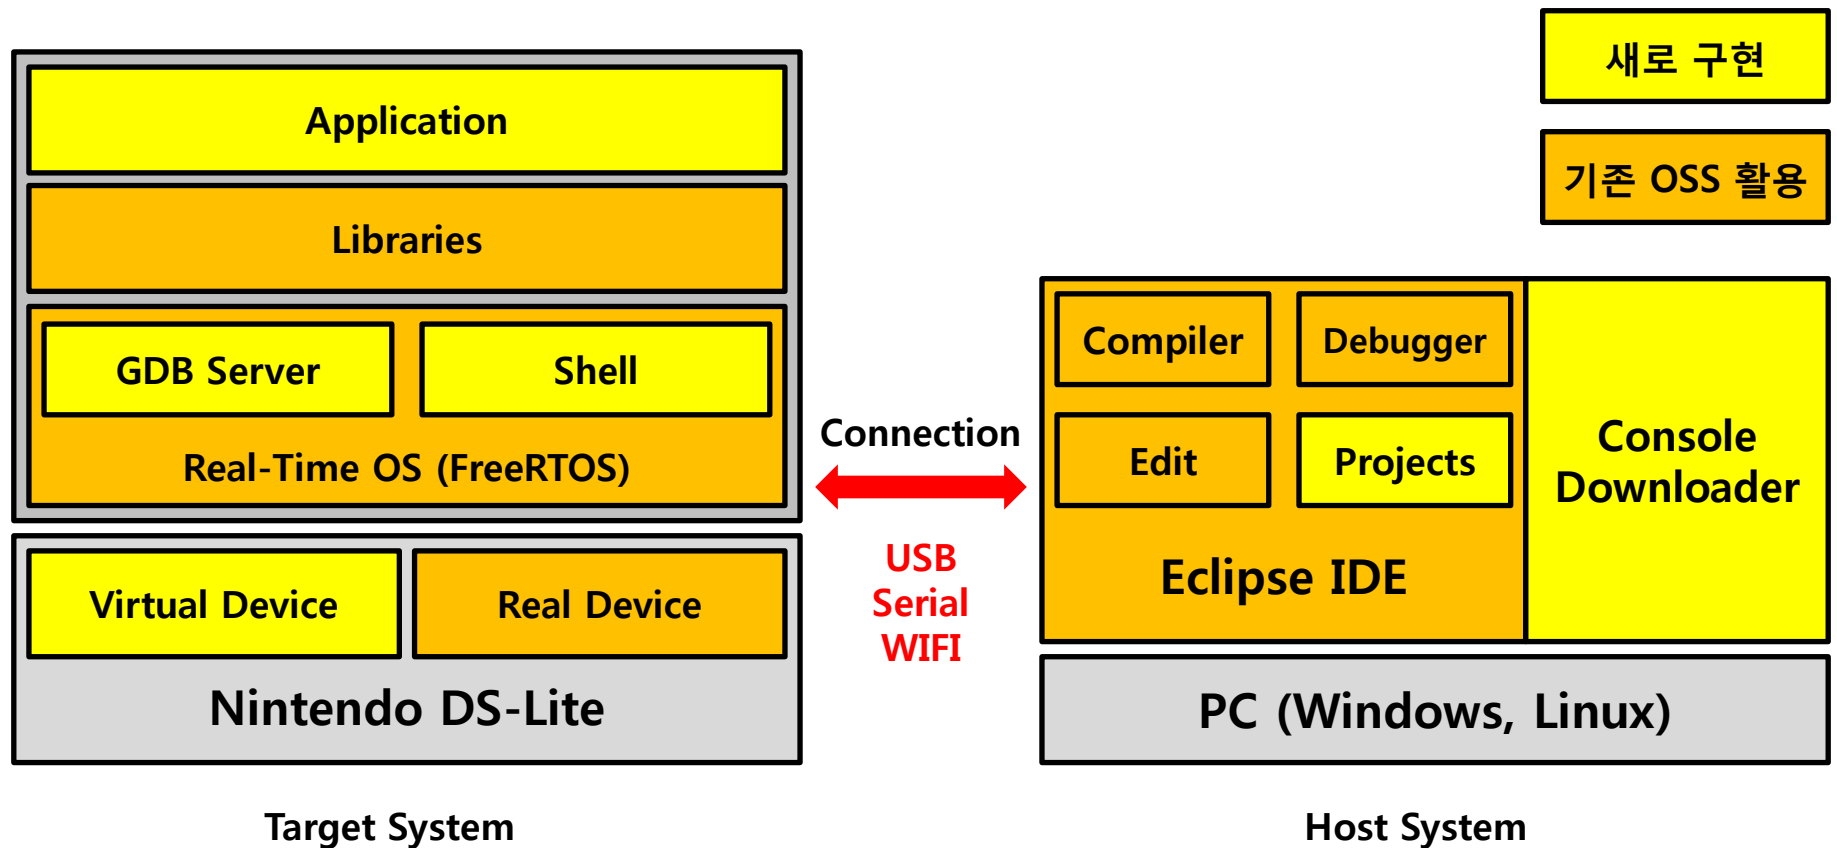 새로 구현
기존 OSS 활용
Application
Libraries
GDB Server
Shell
Real-Time OS (FreeRTOS)
Virtual Device
Real Device
Nintendo DS-Lite
Target System
Connection
USB
Serial
WIFI
Compiler
Debugger
Edit
Projects
Eclipse IDE
Console
Downloader
PC (Windows, Linux)
Host System